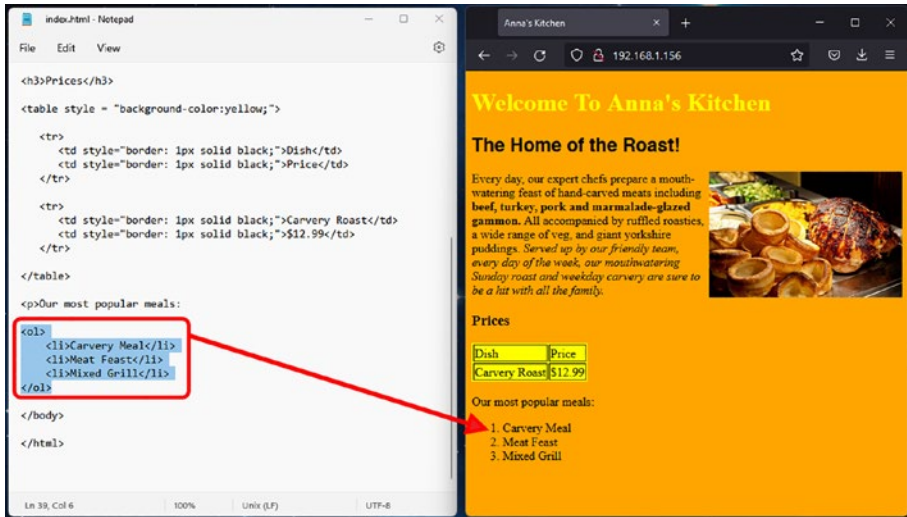 index.html - Notepad
File Edit View
<h3>Prices</h3>
<table style = "background-color:yellow;">
<tr>
<td style="border: 1px solid black;">Dish</td>
<td style="border: 1px solid black;">Price</td>
</tr>
<tr>
<td style="border: 1px solid black;">Carvery Roast</td>
<td style="border: 1px solid black;">$12.99</td>
</tr>
</table>
<p>Our most popular meals:
<ol>
<li>Carvery Meal</li>
<li>Meat Feast</li>
<li>Mixed Grill</li>
</ol>
</body>
</html>
Ln 39, Col 6 100% Unix (LF) UTF-8
Anna's Kitchen
192.168.1.156
Welcome To Anna's Kitchen
The Home of the Roast!
Every day, our expert chefs prepare a mouth-
watering feast of hand-carved meats including
beef, turkey, pork and marmalade-glazed
gammon. All accompanied by ruffled roasties,
a wide range of veg, and giant yorkshire
puddings. Served up by our friendly team,
every day of the week, our mouthwatering
Sunday roast and weekday carvery are sure to
be a hit with all the family.
Prices
Dish Price
Carvery Roast $12.99
Our most popular meals:
1. Carvery Meal
2. Meat Feast
3. Mixed Grill